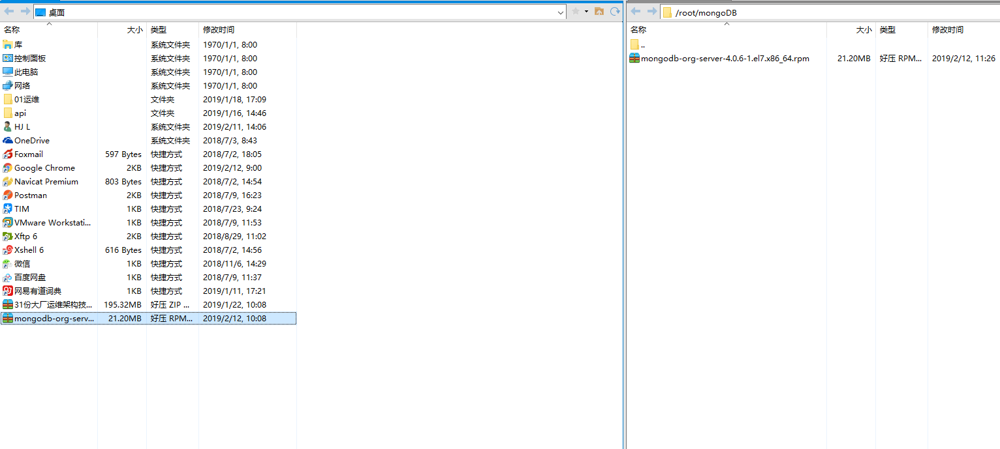 桌面
名称 大小 类型 修改时间
库 系统文件夹 1970/1/1, 8:00
控制面板 系统文件夹 1970/1/1, 8:00
此电脑 系统文件夹 1970/1/1, 8:00
网络 系统文件夹 1970/1/1, 8:00
01运维 文件夹 2019/1/18, 17:09
api 文件夹 2019/1/16, 14:46
HJ L 系统文件夹 2019/2/11, 14:06
OneDrive 系统文件夹 2018/7/3, 8:43
Foxmail 597 Bytes 快捷方式 2018/7/2, 18:05
Google Chrome 2KB 快捷方式 2019/2/12, 9:00
Navicat Premium 803 Bytes 快捷方式 2018/7/2, 14:54
Postman 2KB 快捷方式 2018/7/9, 16:23
TIM 1KB 快捷方式 2018/7/23, 9:24
VMware Workstati... 1KB 快捷方式 2018/7/9, 11:53
Xftp 6 2KB 快捷方式 2018/8/29, 11:02
Xshell 6 616 Bytes 快捷方式 2018/7/2, 14:56
微信 1KB 快捷方式 2018/11/6, 14:29
百度网盘 1KB 快捷方式 2018/7/9, 11:37
网易有道词典 1KB 快捷方式 2019/1/11, 17:21
31份大厂运维架构技... 195.32MB 好压 ZIP ... 2019/1/22, 10:08
mongodb-org-serv... 21.20MB 好压 RPM... 2019/2/12, 10:08
/root/mongoDB
名称 大小 类型 修改时间
..
mongodb-org-server-4.0.6-1.el7.x86_64.rpm 21.20MB 好压 RPM... 2019/2/12, 11:26